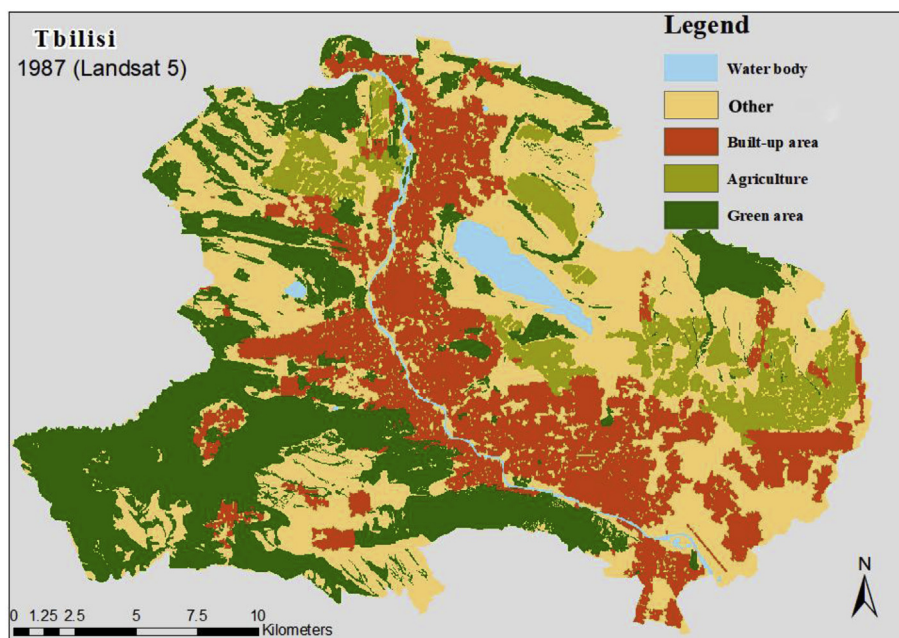 Tbilisi
1987 (Landsat 5)
Legend
Water body
Other
Built-up area
Agriculture
Green area
N
0 1.25 2.5 5 7.5 10
Kilometers